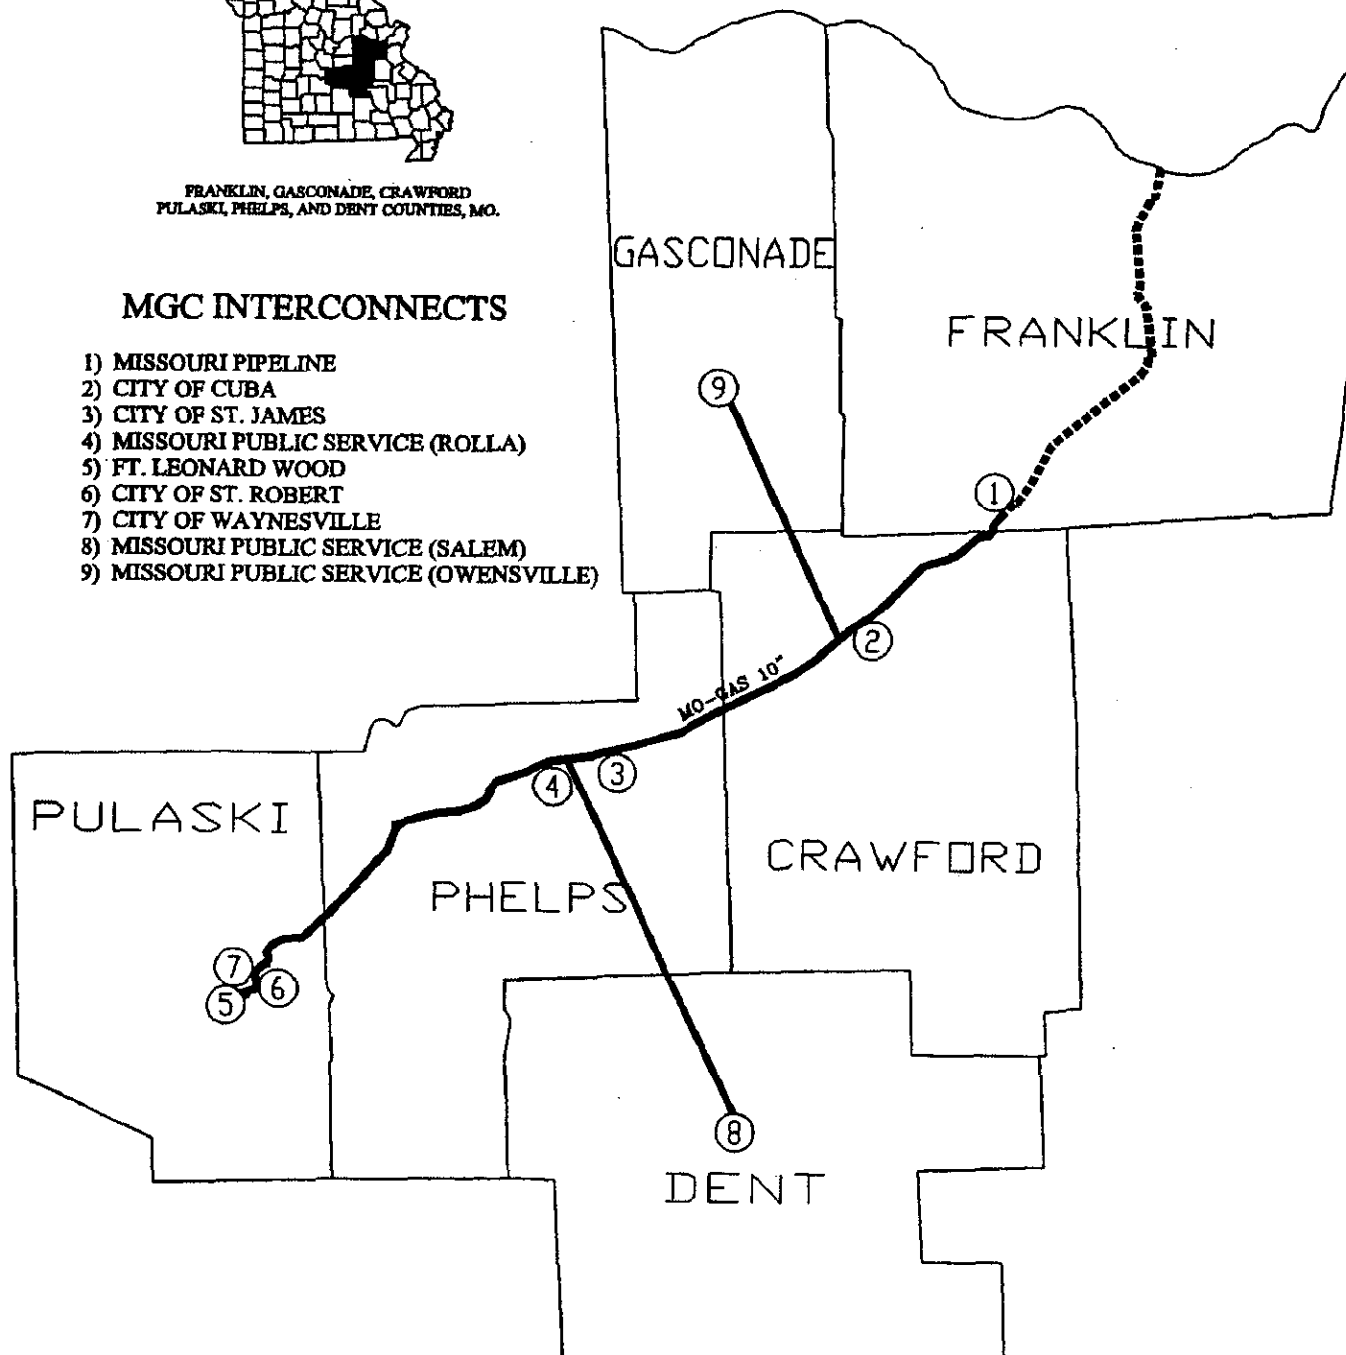 FRANKLIN, GASCONADE, CRAWFORD
PULASKI, PHELPS, AND DENT COUNTIES, MO.
MGC INTERCONNECTS
1) MISSOURI PIPELINE
2) CITY OF CUBA
3) CITY OF ST. JAMES
4) MISSOURI PUBLIC SERVICE (ROLLA)
5) FT. LEONARD WOOD
6) CITY OF ST. ROBERT
7) CITY OF WAYNESVILLE
8) MISSOURI PUBLIC SERVICE (SALEM)
9) MISSOURI PUBLIC SERVICE (OWENSVILLE)
GASCONADE
FRANKLIN
9
1
2
MO-GAS 10"
3
4
PULASKI
CRAWFORD
PHELPS
7
6
5
8
DENT